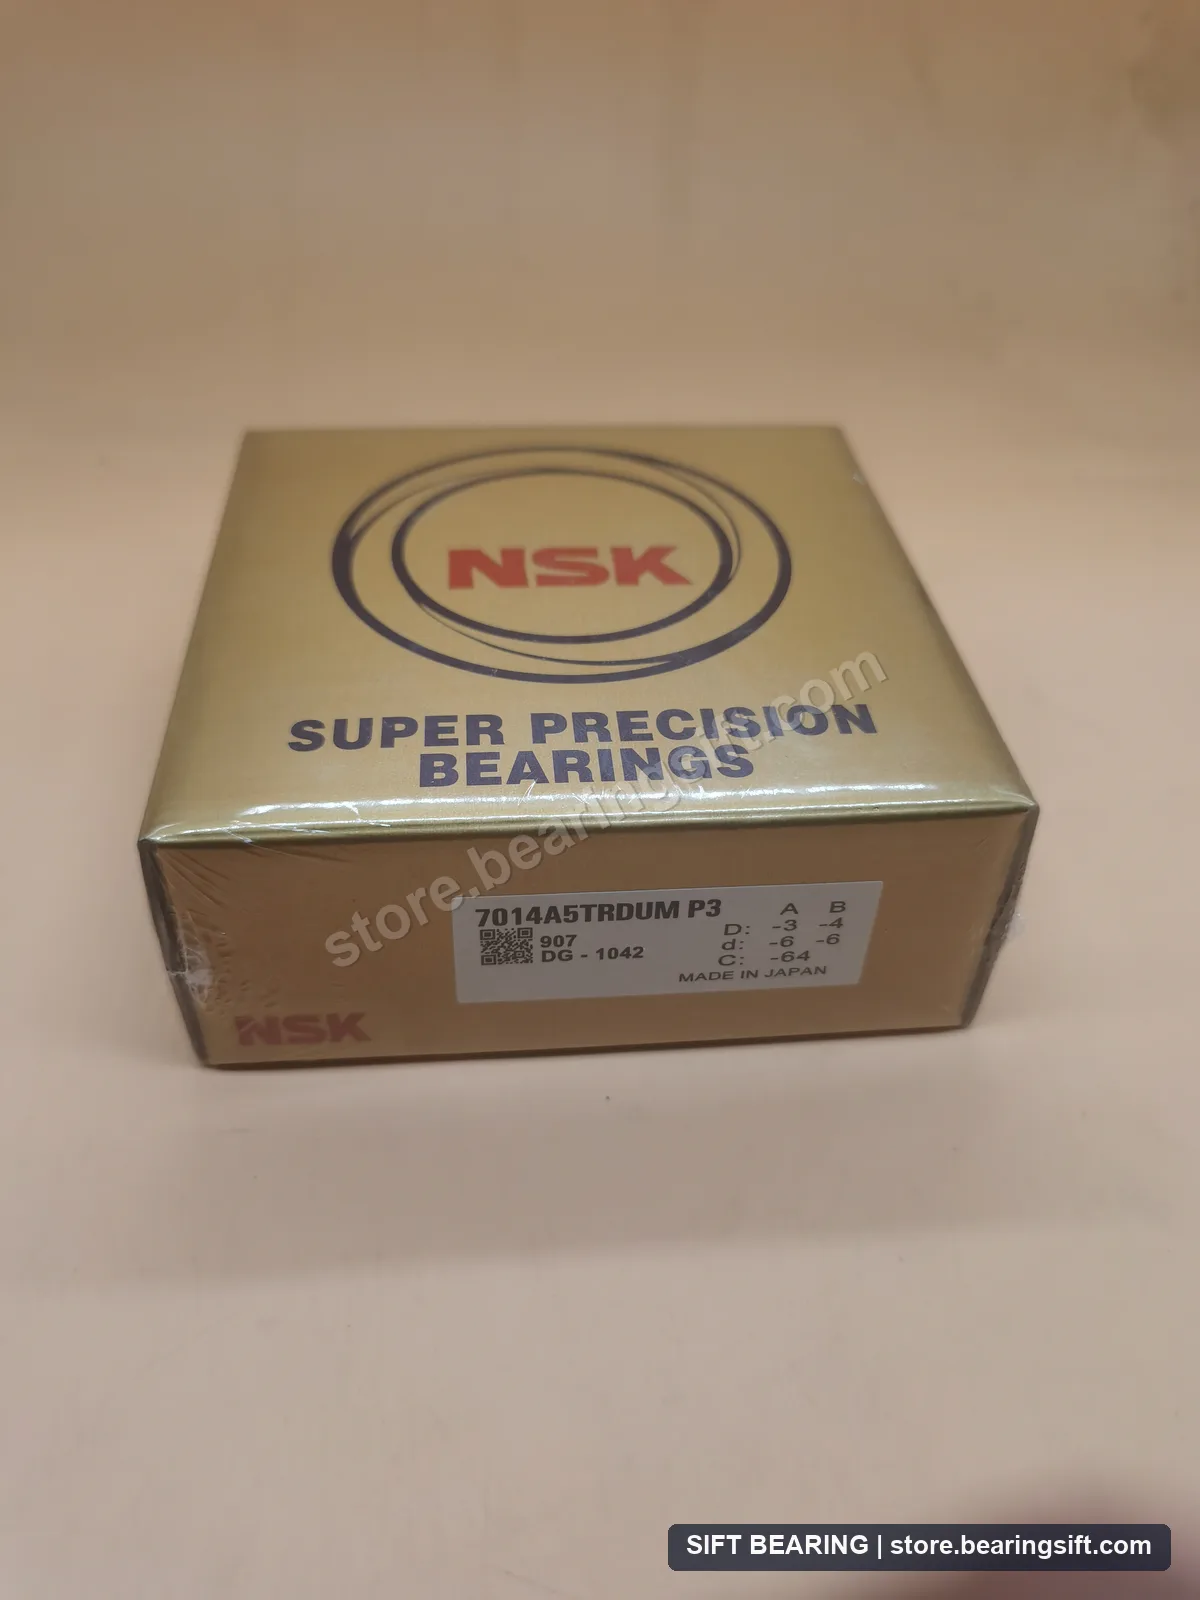 NSK
SUPER PRECISION
BEARINGS
store.bearingsift.com
7014A5TRDUM P3
907
DG - 1042
A B
D: -3 -4
d: -6 -6
C: -64
MADE IN JAPAN
NSK
SIFT BEARING | store.bearingsift.com